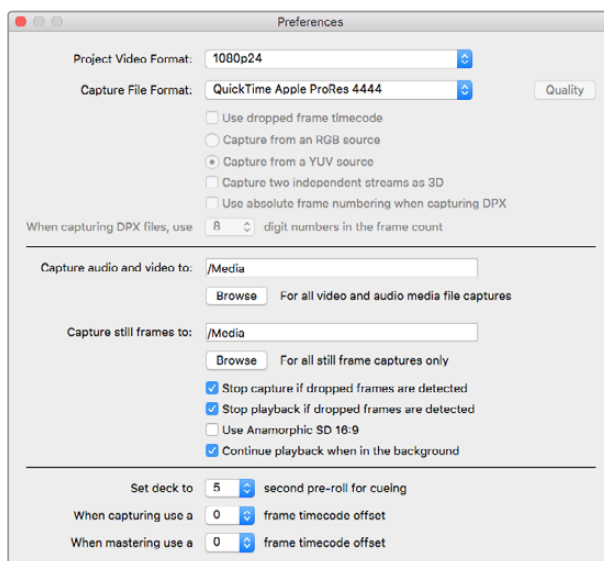 Preferences
Project Video Format: 1080p24
Capture File Format: QuickTime Apple ProRes 4444 Quality
Use dropped frame timecode
Capture from an RGB source
Capture from a YUV source
Capture two independent streams as 3D
Use absolute frame numbering when capturing DPX
When capturing DPX files, use 8 digit numbers in the frame count
Capture audio and video to: /Media
Browse For all video and audio media file captures
Capture still frames to: /Media
Browse For all still frame captures only
Stop capture if dropped frames are detected
Stop playback if dropped frames are detected
Use Anamorphic SD 16:9
Continue playback when in the background
Set deck to 5 second pre-roll for cueing
When capturing use a 0 frame timecode offset
When mastering use a 0 frame timecode offset